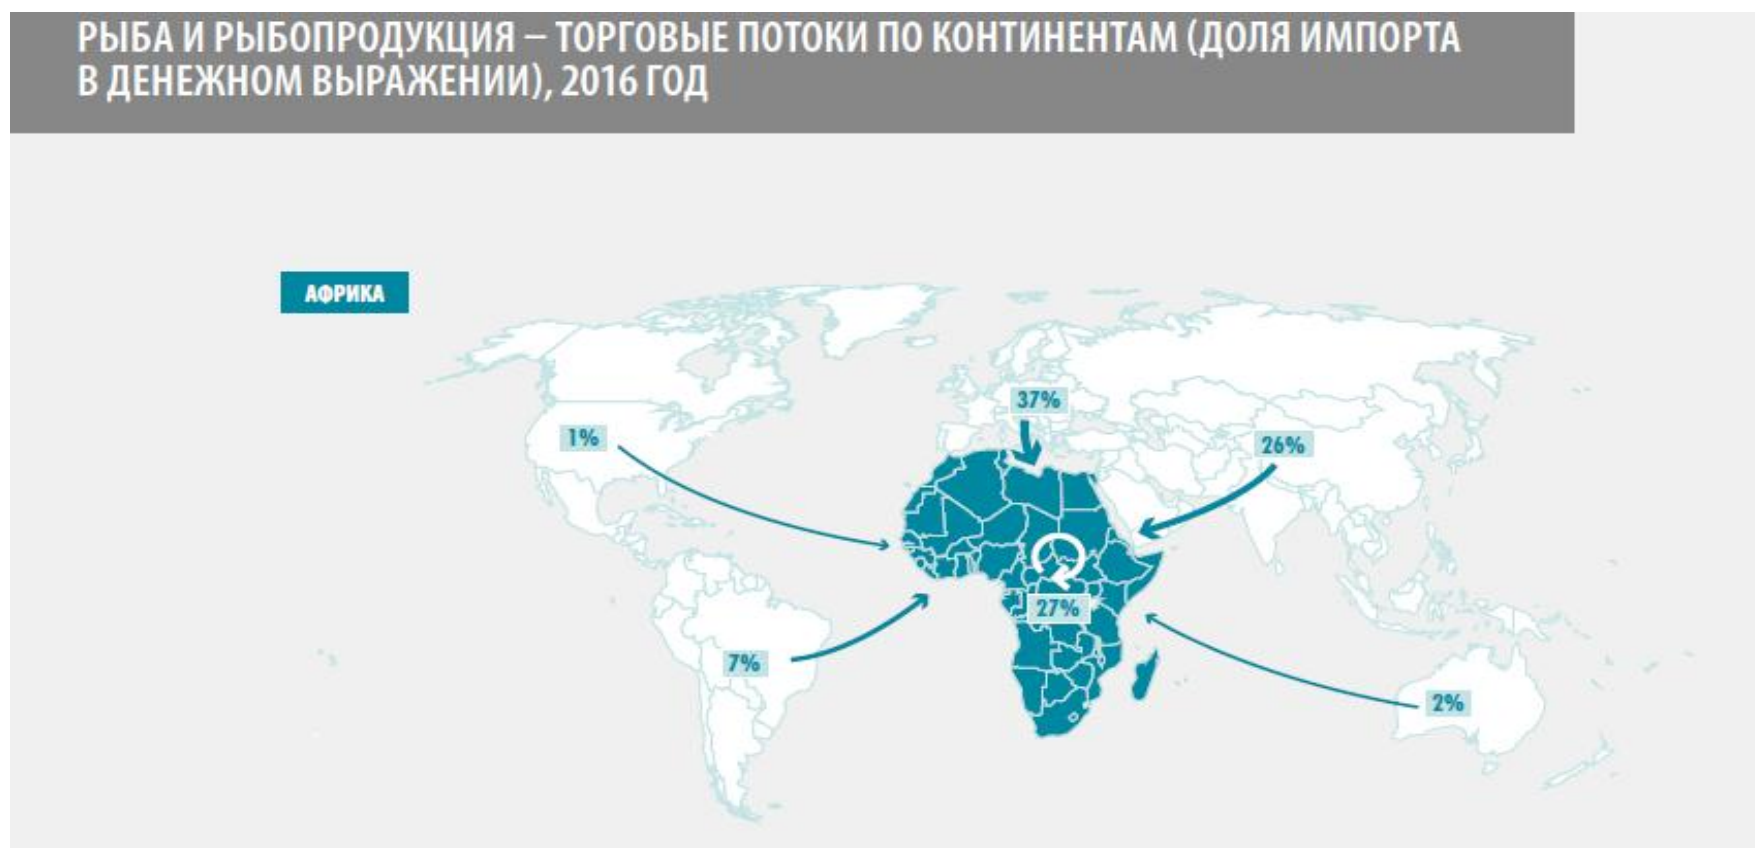 РЫБА И РЫБОПРОДУКЦИЯ – ТОРГОВЫЕ ПОТОКИ ПО КОНТИНЕНТАМ (ДОЛЯ ИМПОРТА
В ДЕНЕЖНОМ ВЫРАЖЕНИИ), 2016 ГОД
АФРИКА
37%
1%
26%
27%
7%
2%